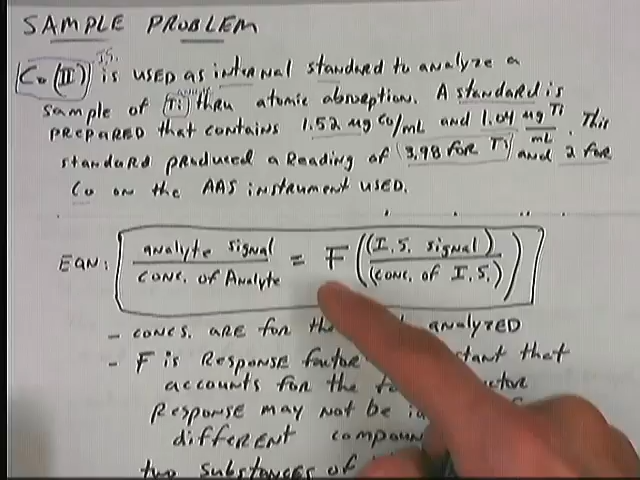 SAMPLE PROBLEM
I.S.
Co(II) is used as internal standard to analyze a
analyte
sample of Ti thru atomic absorption. A standard is
PREPARED that contains 1.52 µg Co/mL and 1.04 µg Ti/mL. This
standard produced a Reading of 3.98 for Ti and 2 for
Co on the AAS instrument used.
EQN: analyte signal / conc. of Analyte = F ((I.S. signal) / (conc. of I.S.))
- concs. are for the analyzed
- F is Response factor that
accounts for the
Response may not be
different
two substances of